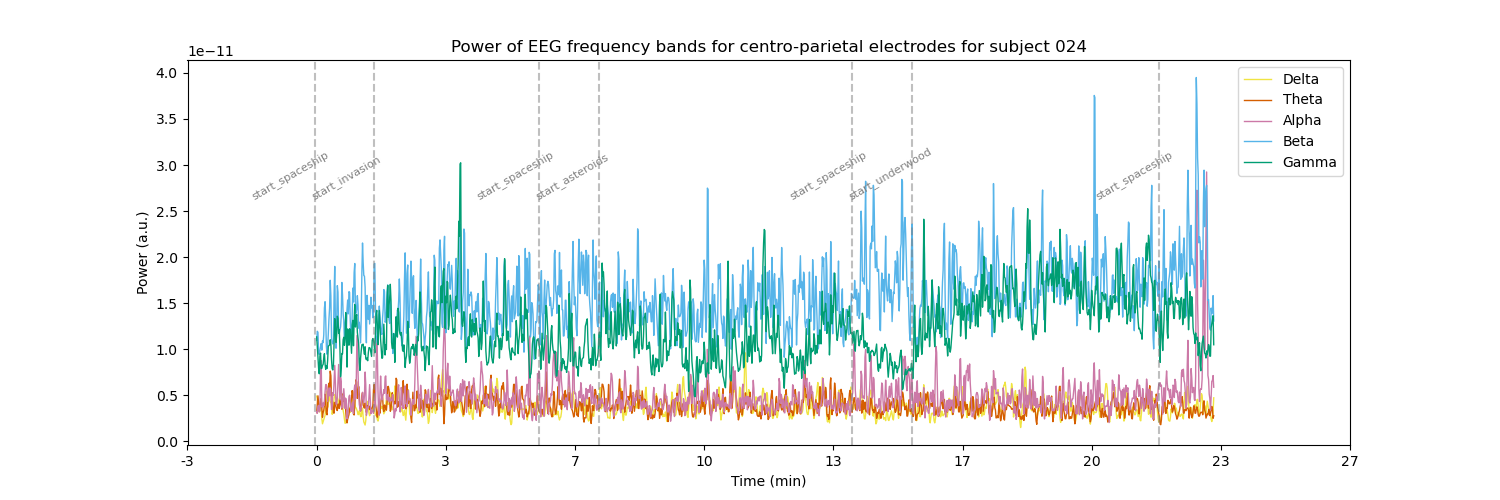 Power of EEG frequency bands for centro-parietal electrodes for subject 024
1e−11
4.0
3.5
3.0
2.5
2.0
1.5
1.0
0.5
0.0
Power (a.u.)
start_spaceship
start_invasion
start_spaceship
start_asteroids
start_spaceship
start_underwood
start_spaceship
Delta
Theta
Alpha
Beta
Gamma
-3 0 3 7 10 13 17 20 23 27
Time (min)